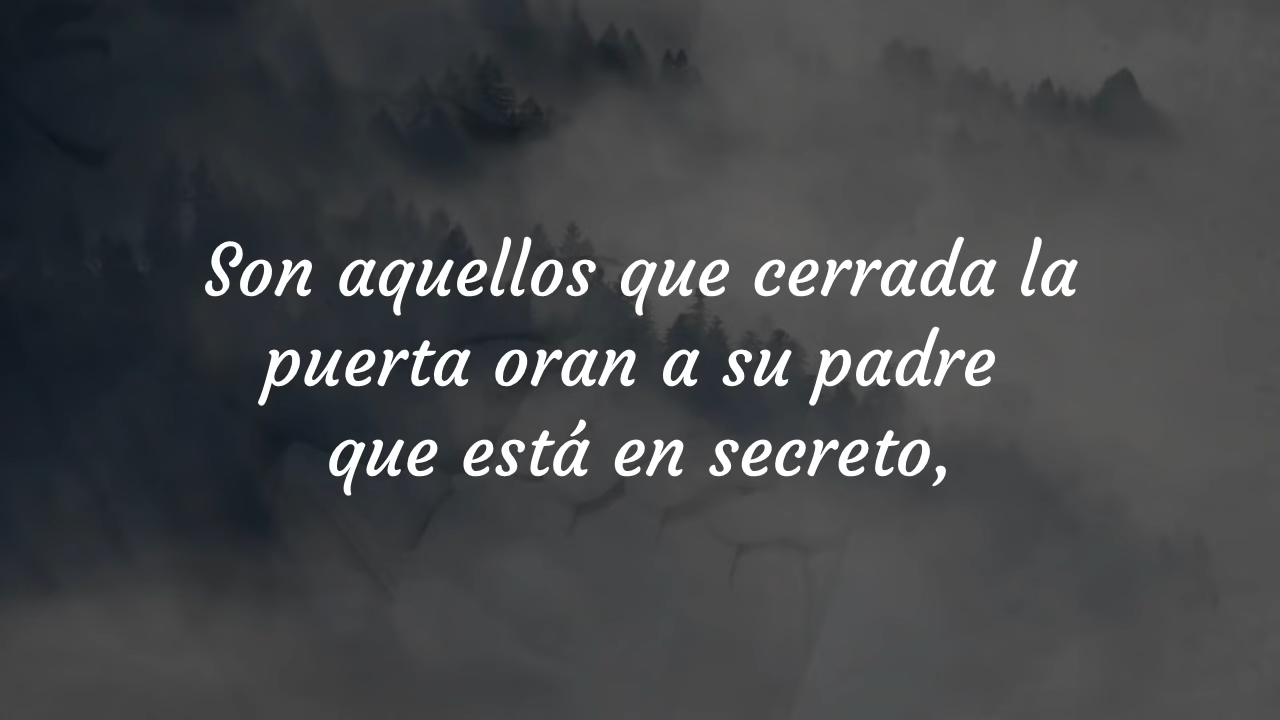 Son aquellos que cerrada la
puerta oran a su padre
que está en secreto,